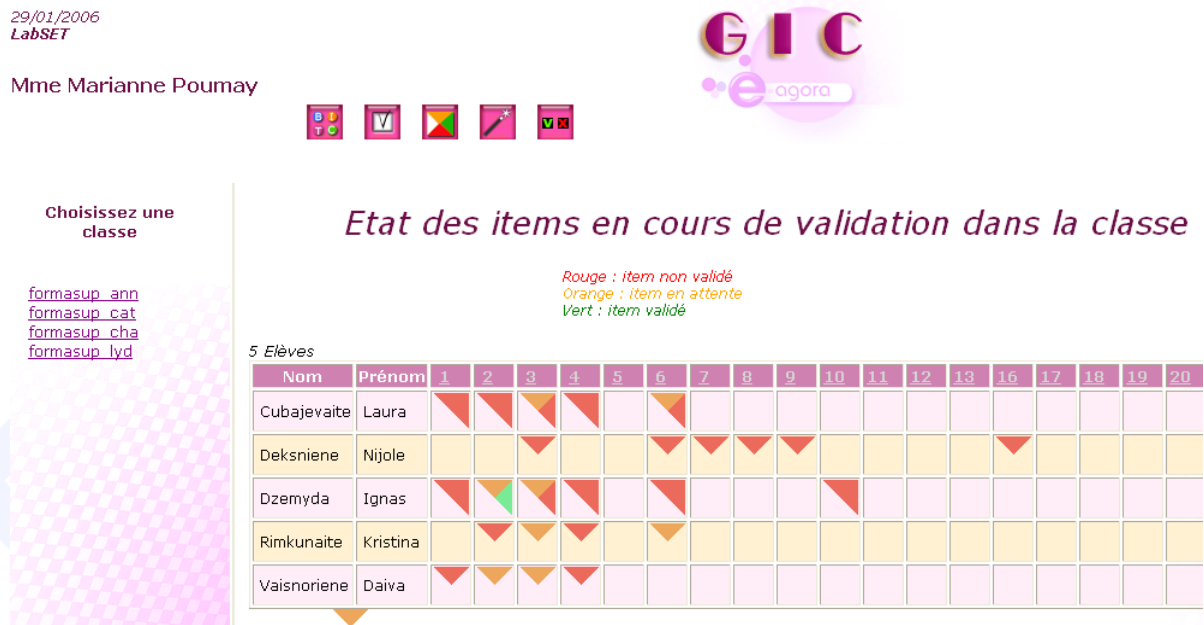 29/01/2006
LabSET
GIC
e agora
Mme Marianne Poumay
B I T C
V
V X
Choisissez une
classe
formasup_ann
formasup_cat
formasup_cha
formasup_lyd
Etat des items en cours de validation dans la classe
Rouge : item non validé
Orange : item en attente
Vert : item validé
5 Elèves
Nom Prénom 1 2 3 4 5 6 7 8 9 10 11 12 13 16 17 18 19 20
Cubajevaite Laura
Deksniene Nijole
Dzemyda Ignas
Rimkunaite Kristina
Vaisnoriene Daiva